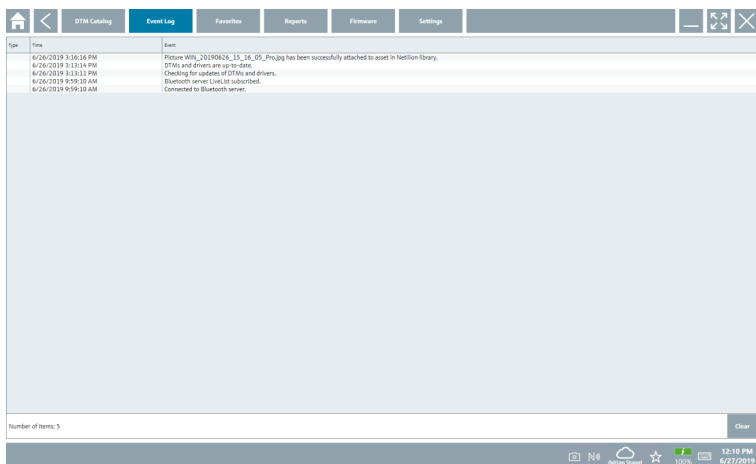 DTM Catalog Event Log Favorites Reports Firmware Settings
Type Time Event
6/26/2019 3:16:16 PM Picture WIN_20190626_15_16_05_Pro.jpg has been successfully attached to asset in Netilion library.
6/26/2019 3:13:14 PM DTMs and drivers are up-to-date.
6/26/2019 3:13:11 PM Checking for updates of DTMs and drivers.
6/26/2019 9:59:10 AM Bluetooth server LiveList subscribed.
6/26/2019 9:59:10 AM Connected to Bluetooth server.
Number of Items: 5 Clear
Adrian Stauel 100% 12:10 PM
6/27/2019